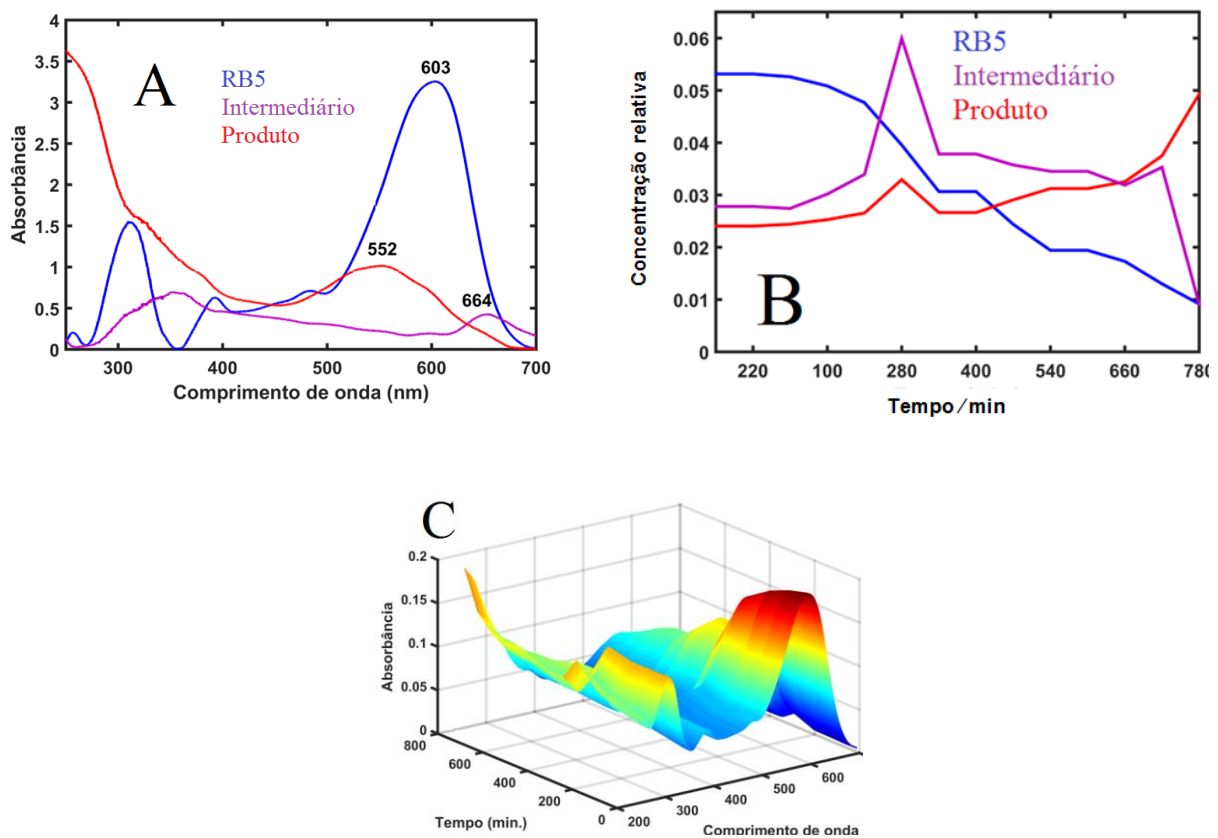 A
RB5
Intermediário
Produto
603
552
664
4
3.5
3
2.5
2
1.5
1
0.5
0
300
400
500
600
700
Absorbância
Comprimento de onda (nm)
B
RB5
Intermediário
Produto
0.06
0.05
0.04
0.03
0.02
0.01
0
220
100
280
400
540
660
780
Concentração relativa
Tempo/min
C
0.2
0.15
0.1
0.05
0
Absorbância
800
600
400
200
0
Tempo (min.)
200
300
400
500
600
Comprimento de onda